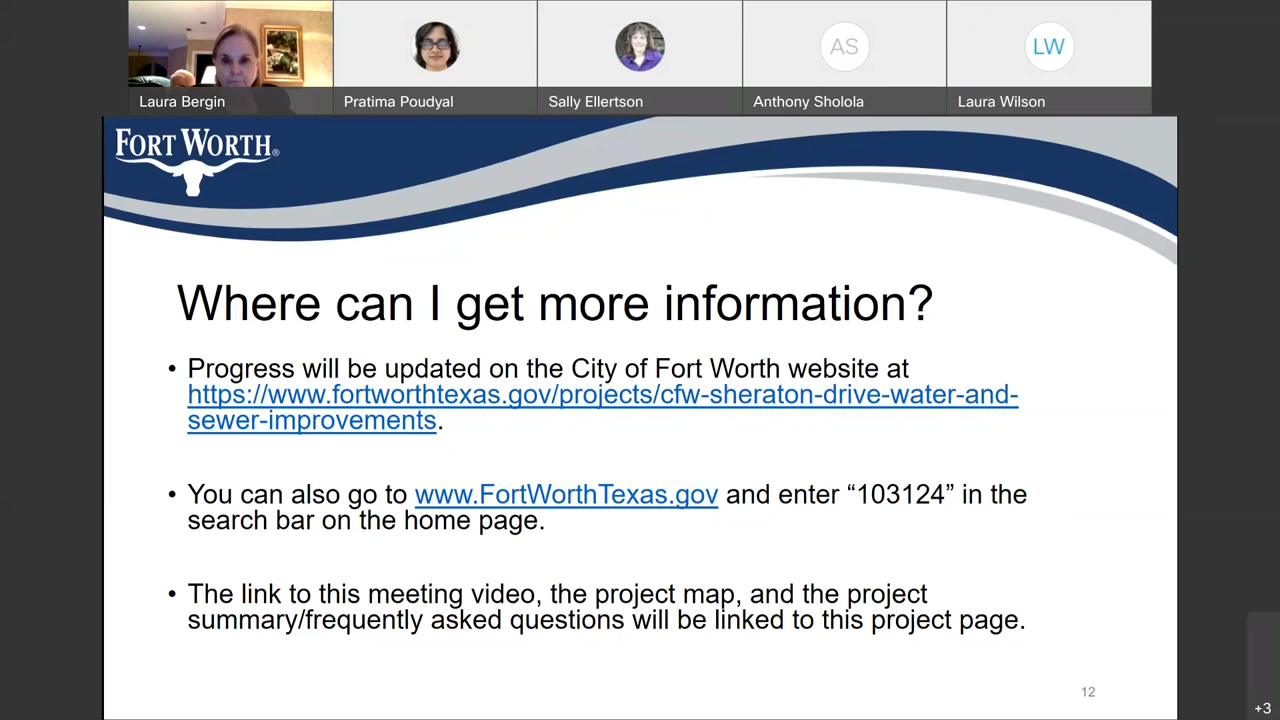 AS
LW
Laura Bergin
Pratima Poudyal
Sally Ellertson
Anthony Sholola
Laura Wilson
FORT WORTH®
Where can I get more information?
• Progress will be updated on the City of Fort Worth website at
https://www.fortworthtexas.gov/projects/cfw-sheraton-drive-water-and-
sewer-improvements.
• You can also go to www.FortWorthTexas.gov and enter “103124” in the
search bar on the home page.
• The link to this meeting video, the project map, and the project
summary/frequently asked questions will be linked to this project page.
12
+3